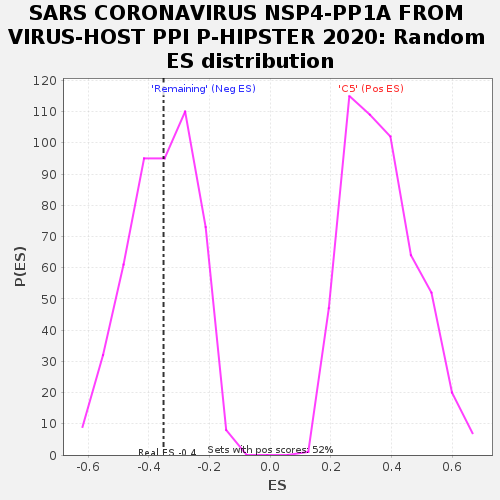 SARS CORONAVIRUS NSP4-PP1A FROM
VIRUS-HOST PPI P-HIPSTER 2020: Random
ES distribution
'Remaining' (Neg ES)
'C5' (Pos ES)
120
110
100
90
80
70
60
50
40
30
20
10
0
P(ES)
Real ES -0.4
Sets with pos scores: 52%
-0.6
-0.4
-0.2
0.0
0.2
0.4
0.6
ES